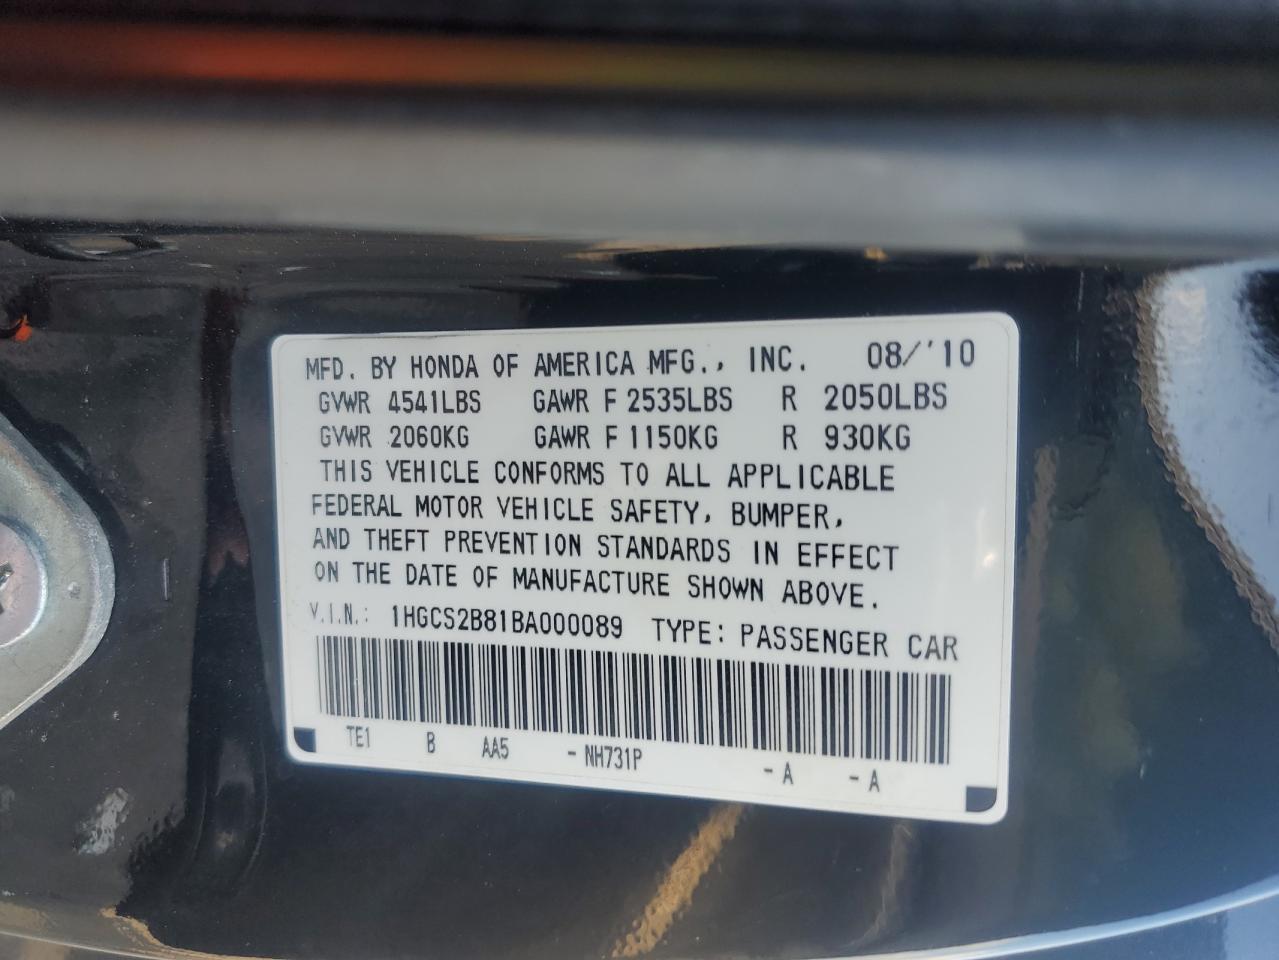 MFD. BY HONDA OF AMERICA MFG., INC. 08/'10
GVWR 4541LBS GAWR F 2535LBS R 2050LBS
GVWR 2060KG GAWR F 1150KG R 930KG
THIS VEHICLE CONFORMS TO ALL APPLICABLE
FEDERAL MOTOR VEHICLE SAFETY, BUMPER,
AND THEFT PREVENTION STANDARDS IN EFFECT
ON THE DATE OF MANUFACTURE SHOWN ABOVE.
V.I.N.: 1HGCS2B81BA000089 TYPE: PASSENGER CAR
TE1 B AA5 - NH731P - A - A